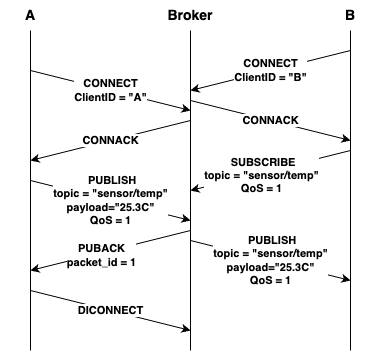 A
Broker
B
CONNECT
ClientID = "B"
CONNECT
ClientID = "A"
CONNACK
CONNACK
SUBSCRIBE
topic = "sensor/temp"
QoS = 1
PUBLISH
topic = "sensor/temp"
payload="25.3C"
QoS = 1
PUBACK
packet_id = 1
PUBLISH
topic = "sensor/temp"
payload="25.3C"
QoS = 1
DICONNECT